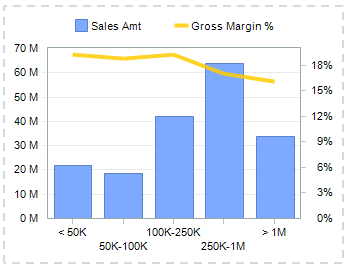 Sales Amt Gross Margin %
70 M
60 M 18%
50 M 15%
40 M 12%
30 M 9%
20 M 6%
10 M 3%
0 M 0%
< 50K 100K-250K > 1M
50K-100K 250K-1M